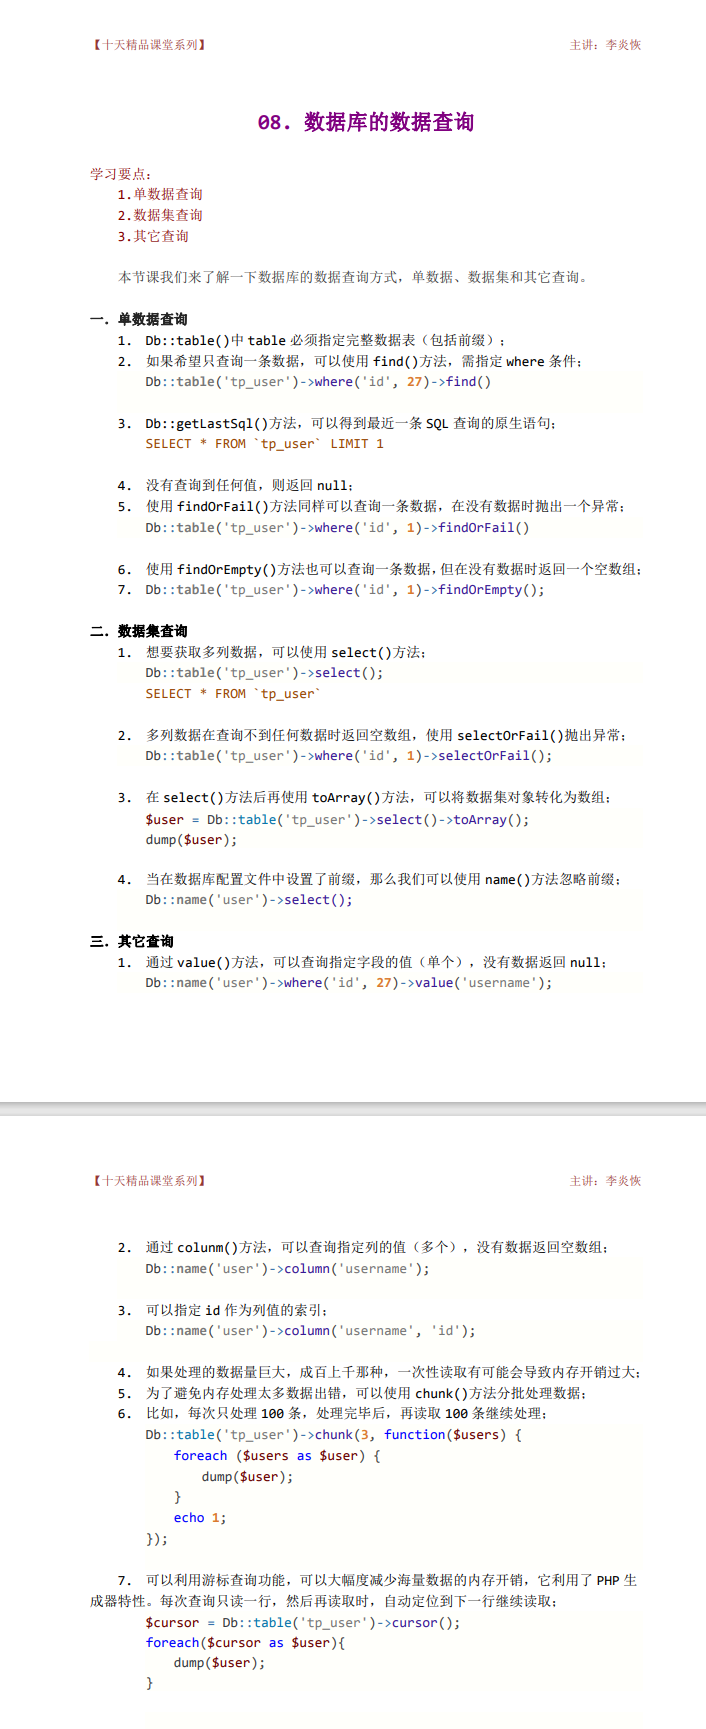 【十天精品课堂系列】 主讲：李炎恢
08．数据库的数据查询
学习要点：
1.单数据查询
2.数据集查询
3.其它查询
本节课我们来了解一下数据库的数据查询方式，单数据、数据集和其它查询。
一．单数据查询
1. Db::table()中 table 必须指定完整数据表（包括前缀）；
2. 如果希望只查询一条数据，可以使用 find()方法，需指定 where 条件；
Db::table('tp_user')->where('id', 27)->find()
3. Db::getLastSql()方法，可以得到最近一条 SQL 查询的原生语句；
SELECT * FROM `tp_user` LIMIT 1
4. 没有查询到任何值，则返回 null；
5. 使用 findOrFail()方法同样可以查询一条数据，在没有数据时抛出一个异常；
Db::table('tp_user')->where('id', 1)->findOrFail()
6. 使用 findOrEmpty()方法也可以查询一条数据，但在没有数据时返回一个空数组；
7. Db::table('tp_user')->where('id', 1)->findOrEmpty();
二．数据集查询
1. 想要获取多列数据，可以使用 select()方法；
Db::table('tp_user')->select();
SELECT * FROM `tp_user`
2. 多列数据在查询不到任何数据时返回空数组，使用 selectOrFail()抛出异常；
Db::table('tp_user')->where('id', 1)->selectOrFail();
3. 在 select()方法后再使用 toArray()方法，可以将数据集对象转化为数组；
$user = Db::table('tp_user')->select()->toArray();
dump($user);
4. 当在数据库配置文件中设置了前缀，那么我们可以使用 name()方法忽略前缀；
Db::name('user')->select();
三．其它查询
1. 通过 value()方法，可以查询指定字段的值（单个），没有数据返回 null；
Db::name('user')->where('id', 27)->value('username');
【十天精品课堂系列】 主讲：李炎恢
2. 通过 colunm()方法，可以查询指定列的值（多个），没有数据返回空数组；
Db::name('user')->column('username');
3. 可以指定 id 作为列值的索引；
Db::name('user')->column('username', 'id');
4. 如果处理的数据量巨大，成百上千那种，一次性读取有可能会导致内存开销过大；
5. 为了避免内存处理太多数据出错，可以使用 chunk()方法分批处理数据；
6. 比如，每次只处理 100 条，处理完毕后，再读取 100 条继续处理；
Db::table('tp_user')->chunk(3, function($users) {
foreach ($users as $user) {
dump($user);
}
echo 1;
});
7. 可以利用游标查询功能，可以大幅度减少海量数据的内存开销，它利用了 PHP 生
成器特性。每次查询只读一行，然后再读取时，自动定位到下一行继续读取；
$cursor = Db::table('tp_user')->cursor();
foreach($cursor as $user){
dump($user);
}